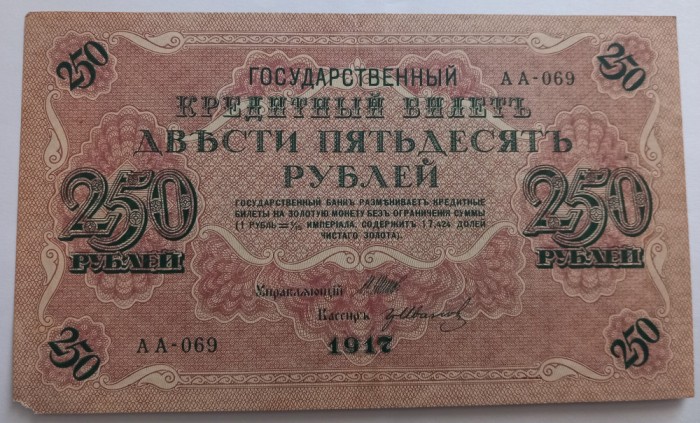 250 250
ГОСУДАРСТВЕННЫЙ АА-069
КРЕДИТНЫЙ БИЛЕТЪ
ДВѢСТИ ПЯТЬДЕСЯТЪ
РУБЛЕЙ
250 РУБЛЕЙ
250 РУБЛЕЙ
ГОСУДАРСТВЕННЫЙ БАНКЪ РАЗМѢНИВАЕТЪ КРЕДИТНЫЕ
БИЛЕТЫ НА ЗОЛОТУЮ МОНЕТУ БЕЗЪ ОГРАНИЧЕНІЯ СУММЫ
(1 РУБЛЬ = 1/15 ИМПЕРІАЛА, СОДЕРЖИТЪ 17,424 ДОЛЕЙ
ЧИСТАГО ЗОЛОТА).
Управляющій
Кассиръ
АА-069 1917
250 250